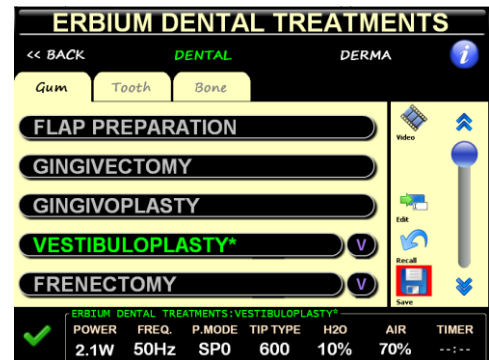 ERBIUM DENTAL TREATMENTS
<< BACK DENTAL DERMA i
Gum Tooth Bone
FLAP PREPARATION
Video
GINGIVECTOMY
GINGIVOPLASTY
Edit
VESTIBULOPLASTY* V
Recall
FRENECTOMY V
Save
ERBIUM DENTAL TREATMENTS:VESTIBULOPLASTY*
POWER FREQ. P.MODE TIP TYPE H2O AIR TIMER
2.1W 50Hz SP0 600 10% 70% --:--